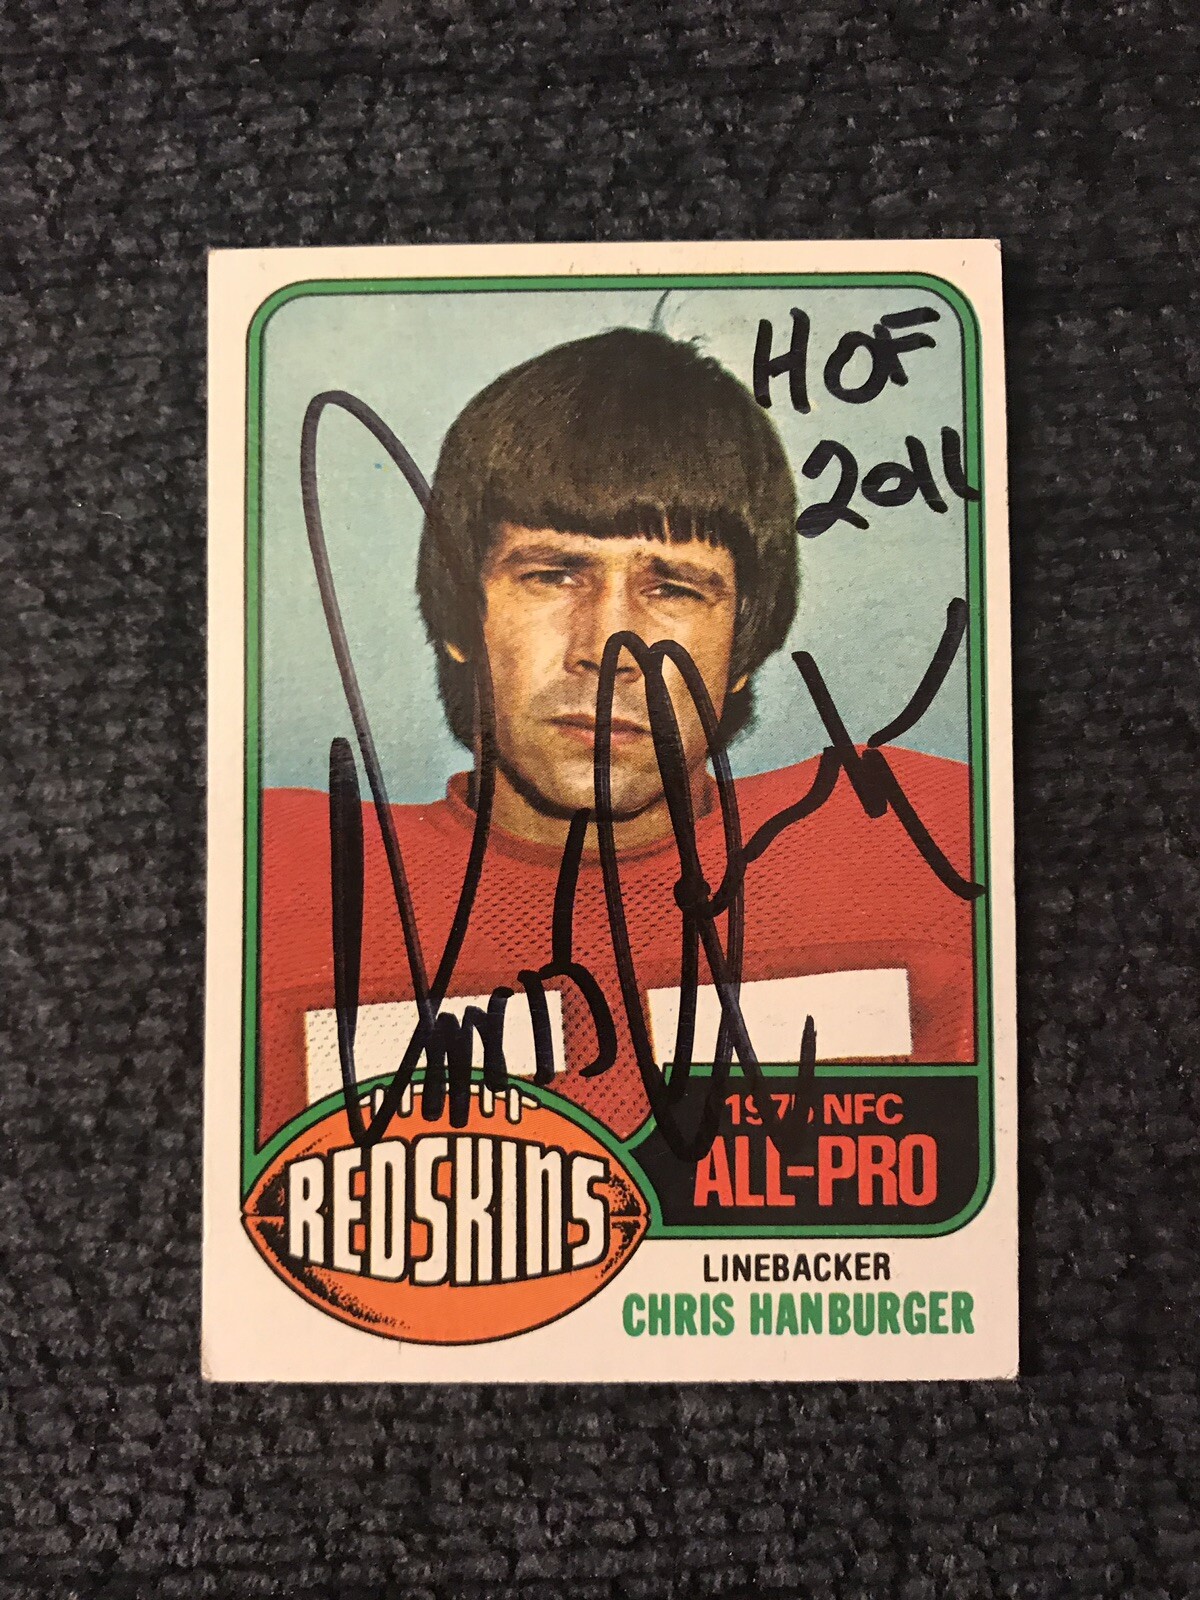 HOF
2011
1975 NFC
ALL-PRO
REDSKINS
LINEBACKER
CHRIS HANBURGER